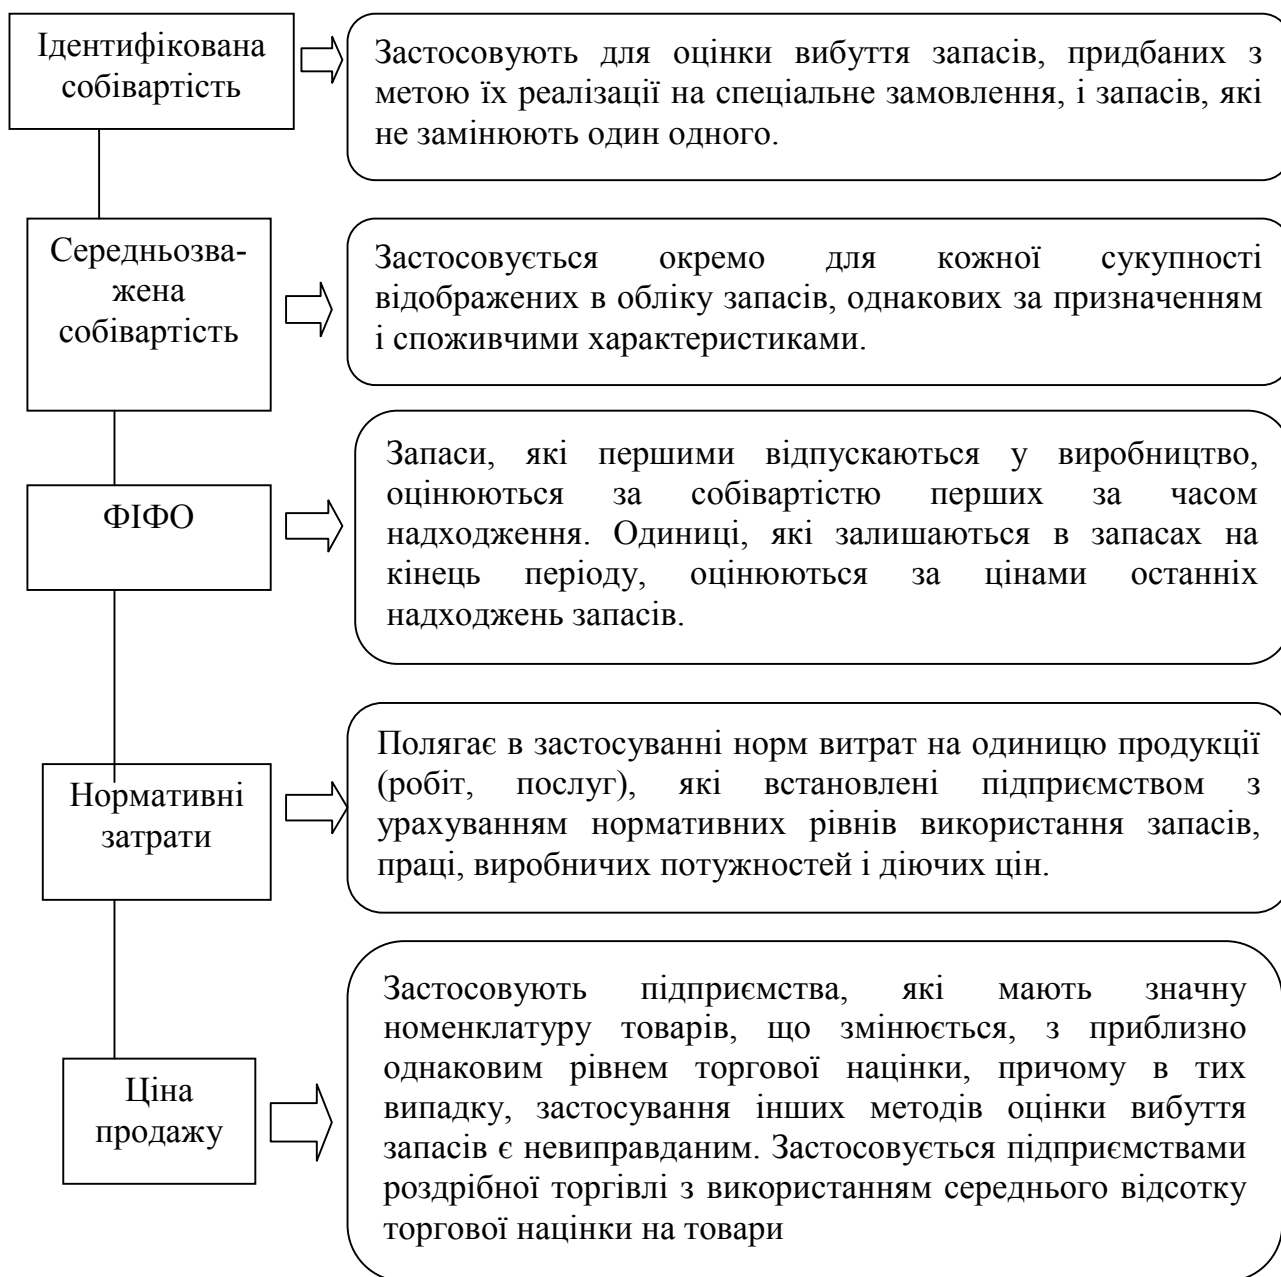 Ідентифікована
собівартість
Застосовують для оцінки вибуття запасів, придбаних з
метою їх реалізації на спеціальне замовлення, і запасів, які
не замінюють один одного.
Середньозва-
жена
собівартість
Застосовується окремо для кожної сукупності
відображених в обліку запасів, однакових за призначенням
і споживчими характеристиками.
ФІФО
Запаси, які першими відпускаються у виробництво,
оцінюються за собівартістю перших за часом
надходження. Одиниці, які залишаються в запасах на
кінець періоду, оцінюються за цінами останніх
надходжень запасів.
Нормативні
затрати
Полягає в застосуванні норм витрат на одиницю продукції
(робіт, послуг), які встановлені підприємством з
урахуванням нормативних рівнів використання запасів,
праці, виробничих потужностей і діючих цін.
Ціна
продажу
Застосовують підприємства, які мають значну
номенклатуру товарів, що змінюється, з приблизно
однаковим рівнем торгової націнки, причому в тих
випадку, застосування інших методів оцінки вибуття
запасів є невиправданим. Застосовується підприємствами
роздрібної торгівлі з використанням середнього відсотку
торгової націнки на товари